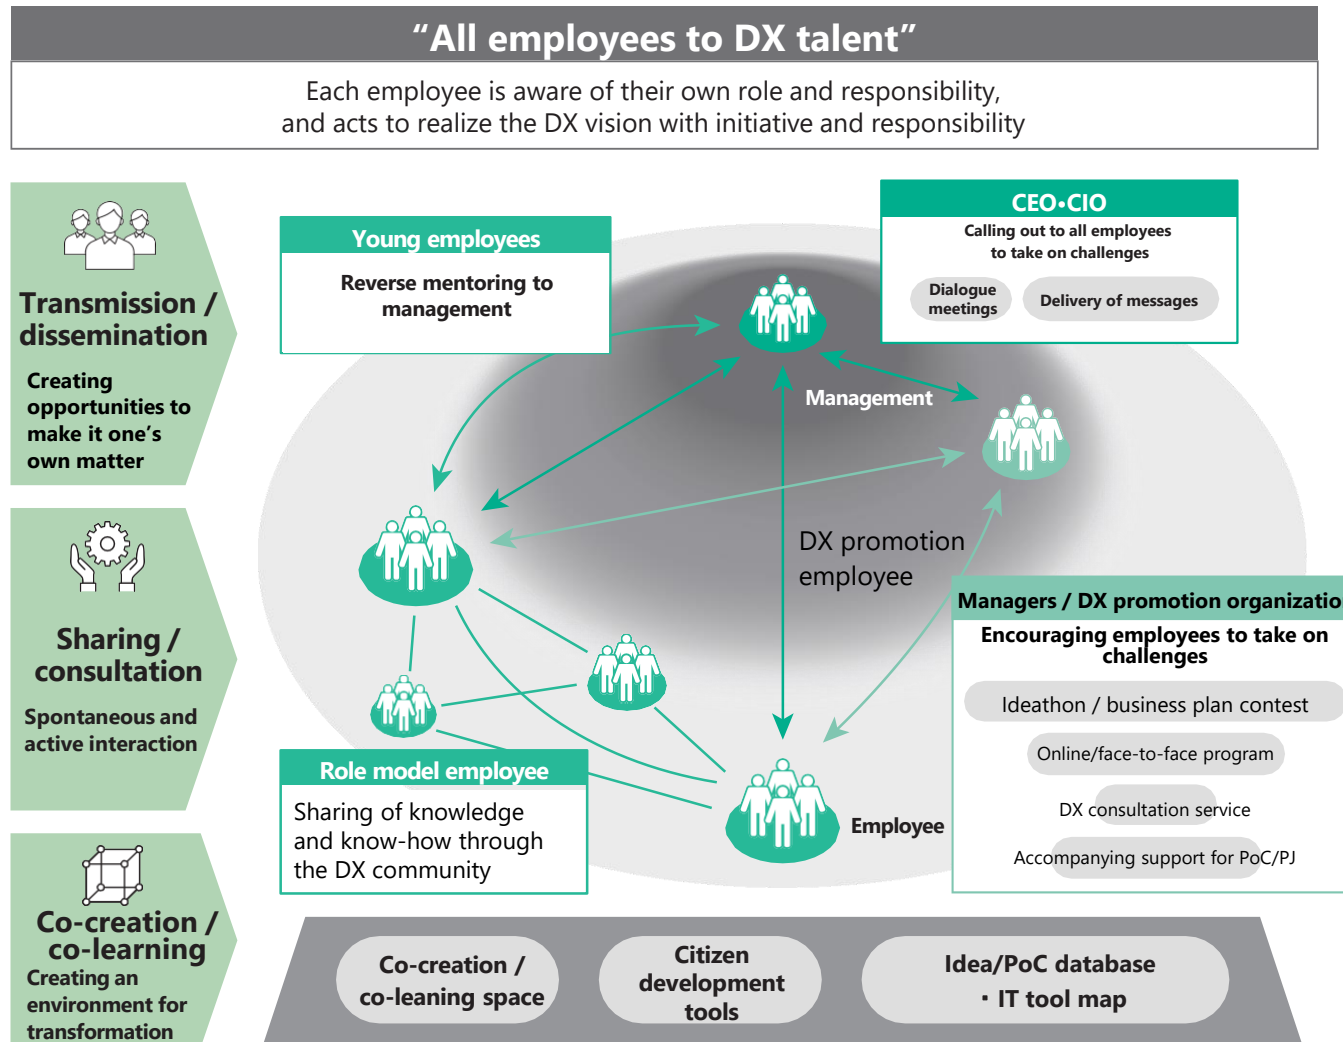 “All employees to DX talent”
Each employee is aware of their own role and responsibility,
and acts to realize the DX vision with initiative and responsibility
Transmission /
dissemination
Creating
opportunities to
make it one’s
own matter
Young employees
Reverse mentoring to
management
CEO•CIO
Calling out to all employees
to take on challenges
Dialogue
meetings
Delivery of messages
Management
DX promotion
employee
Sharing /
consultation
Spontaneous and
active interaction
Managers / DX promotion organizatio
Encouraging employees to take on
challenges
Ideathon / business plan contest
Online/face-to-face program
DX consultation service
Accompanying support for PoC/PJ
Role model employee
Sharing of knowledge
and know-how through
the DX community
Employee
Co-creation /
co-learning
Creating an
environment for
transformation
Co-creation /
co-leaning space
Citizen
development
tools
Idea/PoC database
・IT tool map